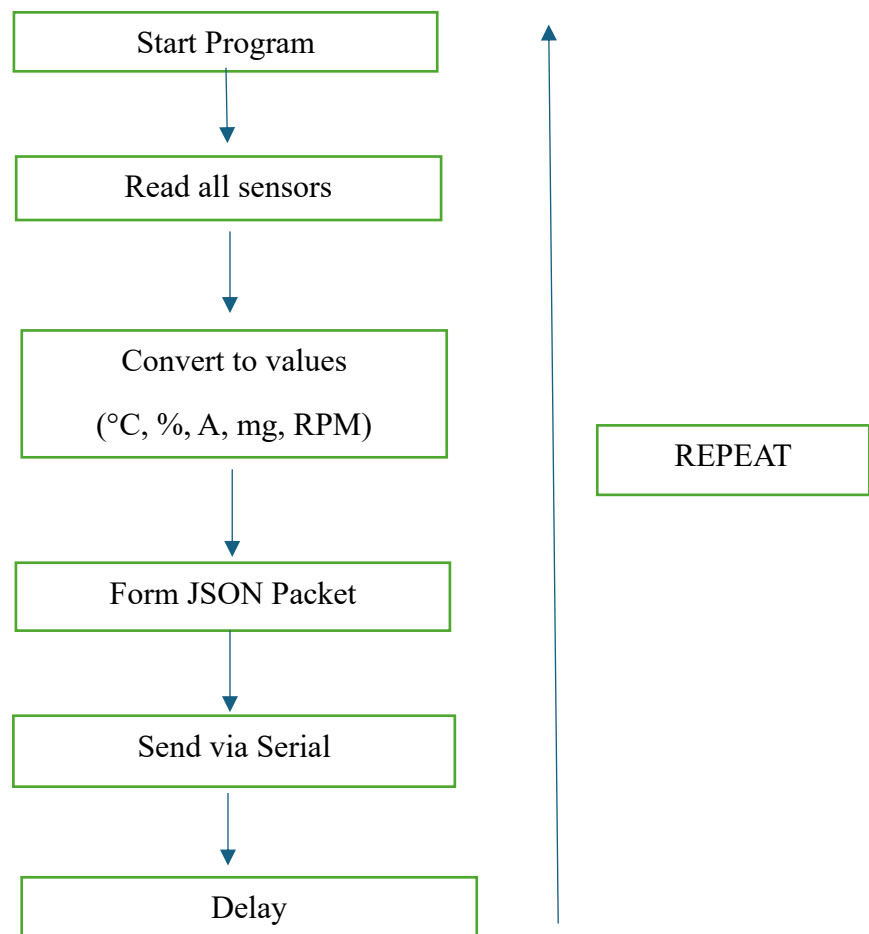 Start Program
Read all sensors
Convert to values
(°C, %, A, mg, RPM)
REPEAT
Form JSON Packet
Send via Serial
Delay